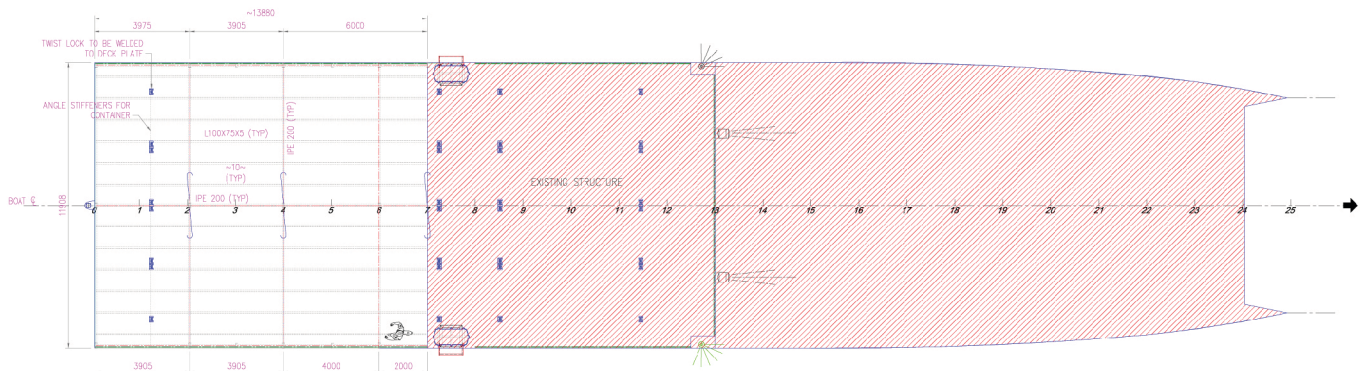 ~13880
3975 3905 6000
TWIST LOCK TO BE WELDED
TO DECK PLATE
ANGLE STIFFENERS FOR
CONTAINER
L100X75X5 (TYP)
IPE 200 (TYP)
~10~
(TYP)
IPE 200 (TYP)
EXISTING STRUCTURE
BOAT ℄
11908
0 1 2 3 4 5 6 7 8 9 10 11 12 13 14 15 16 17 18 19 20 21 22 23 24 25
3905 3905 4000 2000